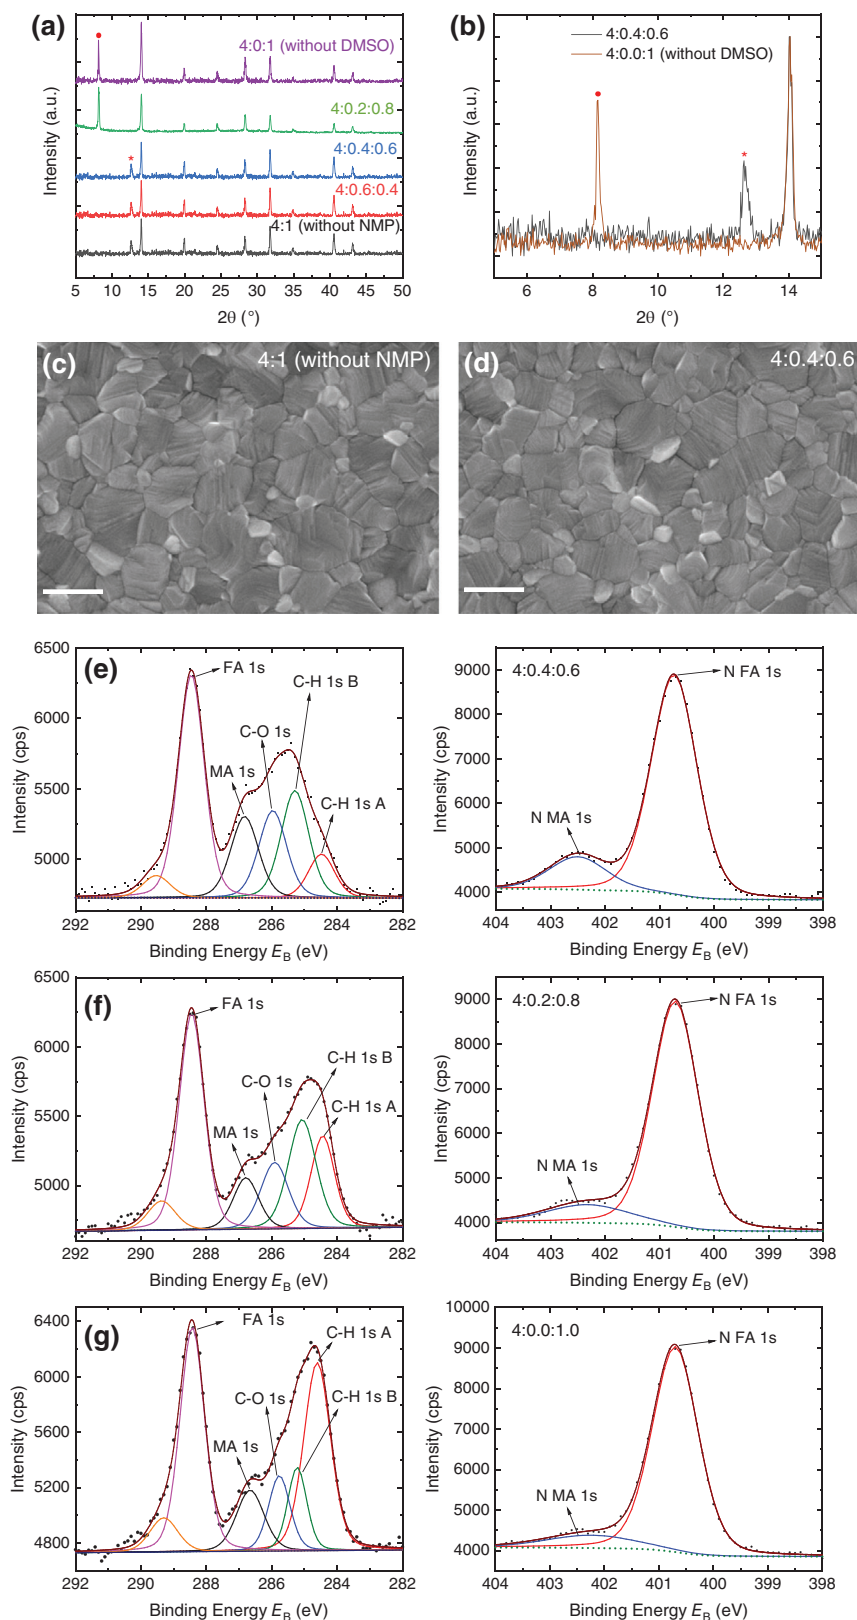 (a)
4:0:1 (without DMSO)
4:0.2:0.8
*
4:0.4:0.6
4:0.6:0.4
*
4:1 (without NMP)
Intensity (a.u.)
5 10 15 20 25 30 35 40 45 50
2θ (°)
(b)
4:0.4:0.6
4:0.0:1 (without DMSO)
*
Intensity (a.u.)
6 8 10 12 14
2θ (°)
(c)
4:1 (without NMP)
(d)
4:0.4:0.6
(e)
FA 1s
C-H 1s B
C-O 1s
MA 1s
C-H 1s A
6500
6000
5500
5000
Intensity (cps)
292 290 288 286 284 282
Binding Energy EB (eV)
4:0.4:0.6
N FA 1s
N MA 1s
9000
8000
7000
6000
5000
4000
Intensity (cps)
404 403 402 401 400 399 398
Binding Energy EB (eV)
(f)
FA 1s
C-H 1s B
C-O 1s
C-H 1s A
MA 1s
6500
6000
5500
5000
Intensity (cps)
292 290 288 286 284 282
Binding Energy EB (eV)
4:0.2:0.8
N FA 1s
N MA 1s
9000
8000
7000
6000
5000
4000
Intensity (cps)
404 403 402 401 400 399 398
Binding Energy EB (eV)
(g)
FA 1s
C-H 1s A
C-O 1s
C-H 1s B
MA 1s
6400
6000
5600
5200
4800
Intensity (cps)
292 290 288 286 284 282
Binding Energy EB (eV)
4:0.0:1.0
N FA 1s
N MA 1s
10000
9000
8000
7000
6000
5000
4000
Intensity (cps)
404 403 402 401 400 399 398
Binding Energy EB (eV)